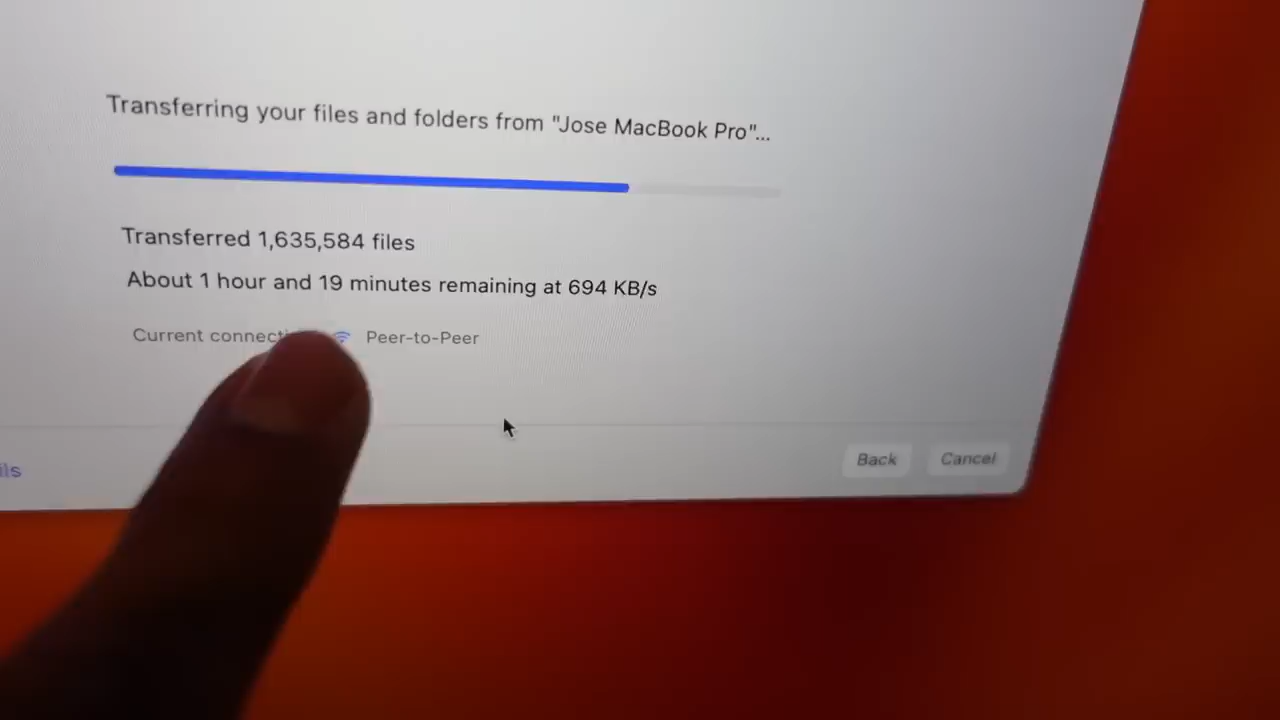 Transferring your files and folders from "Jose MacBook Pro"...
Transferred 1,635,584 files
About 1 hour and 19 minutes remaining at 694 KB/s
Current Peer-to-Peer
Back Cancel